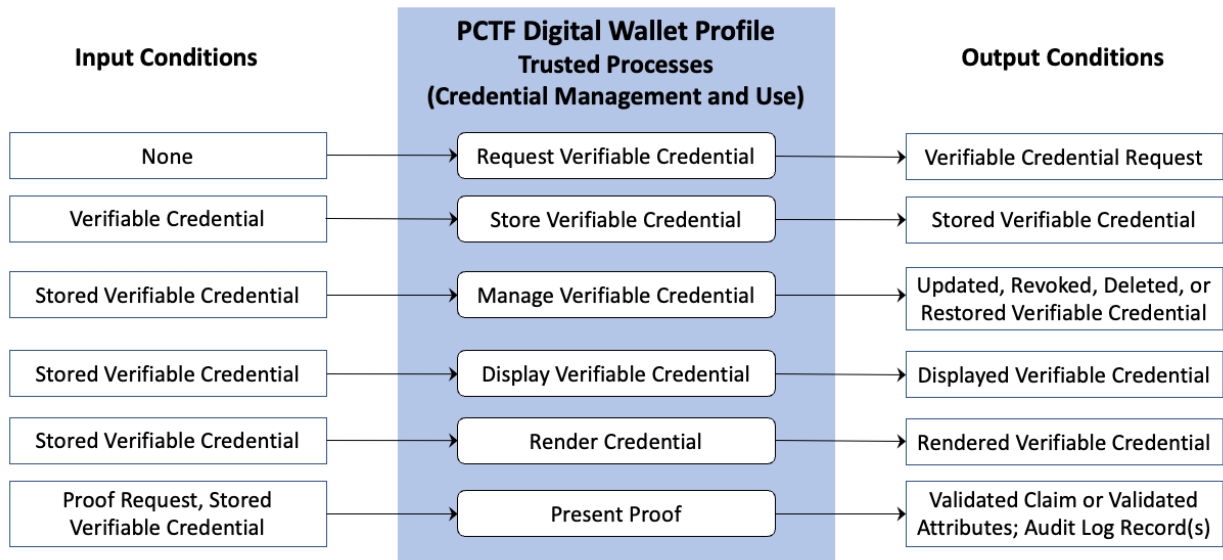 Input Conditions
PCTF Digital Wallet Profile
Trusted Processes
(Credential Management and Use)
Output Conditions
None
Request Verifiable Credential
Verifiable Credential Request
Verifiable Credential
Store Verifiable Credential
Stored Verifiable Credential
Stored Verifiable Credential
Manage Verifiable Credential
Updated, Revoked, Deleted, or
Restored Verifiable Credential
Stored Verifiable Credential
Display Verifiable Credential
Displayed Verifiable Credential
Stored Verifiable Credential
Render Credential
Rendered Verifiable Credential
Proof Request, Stored
Verifiable Credential
Present Proof
Validated Claim or Validated
Attributes; Audit Log Record(s)